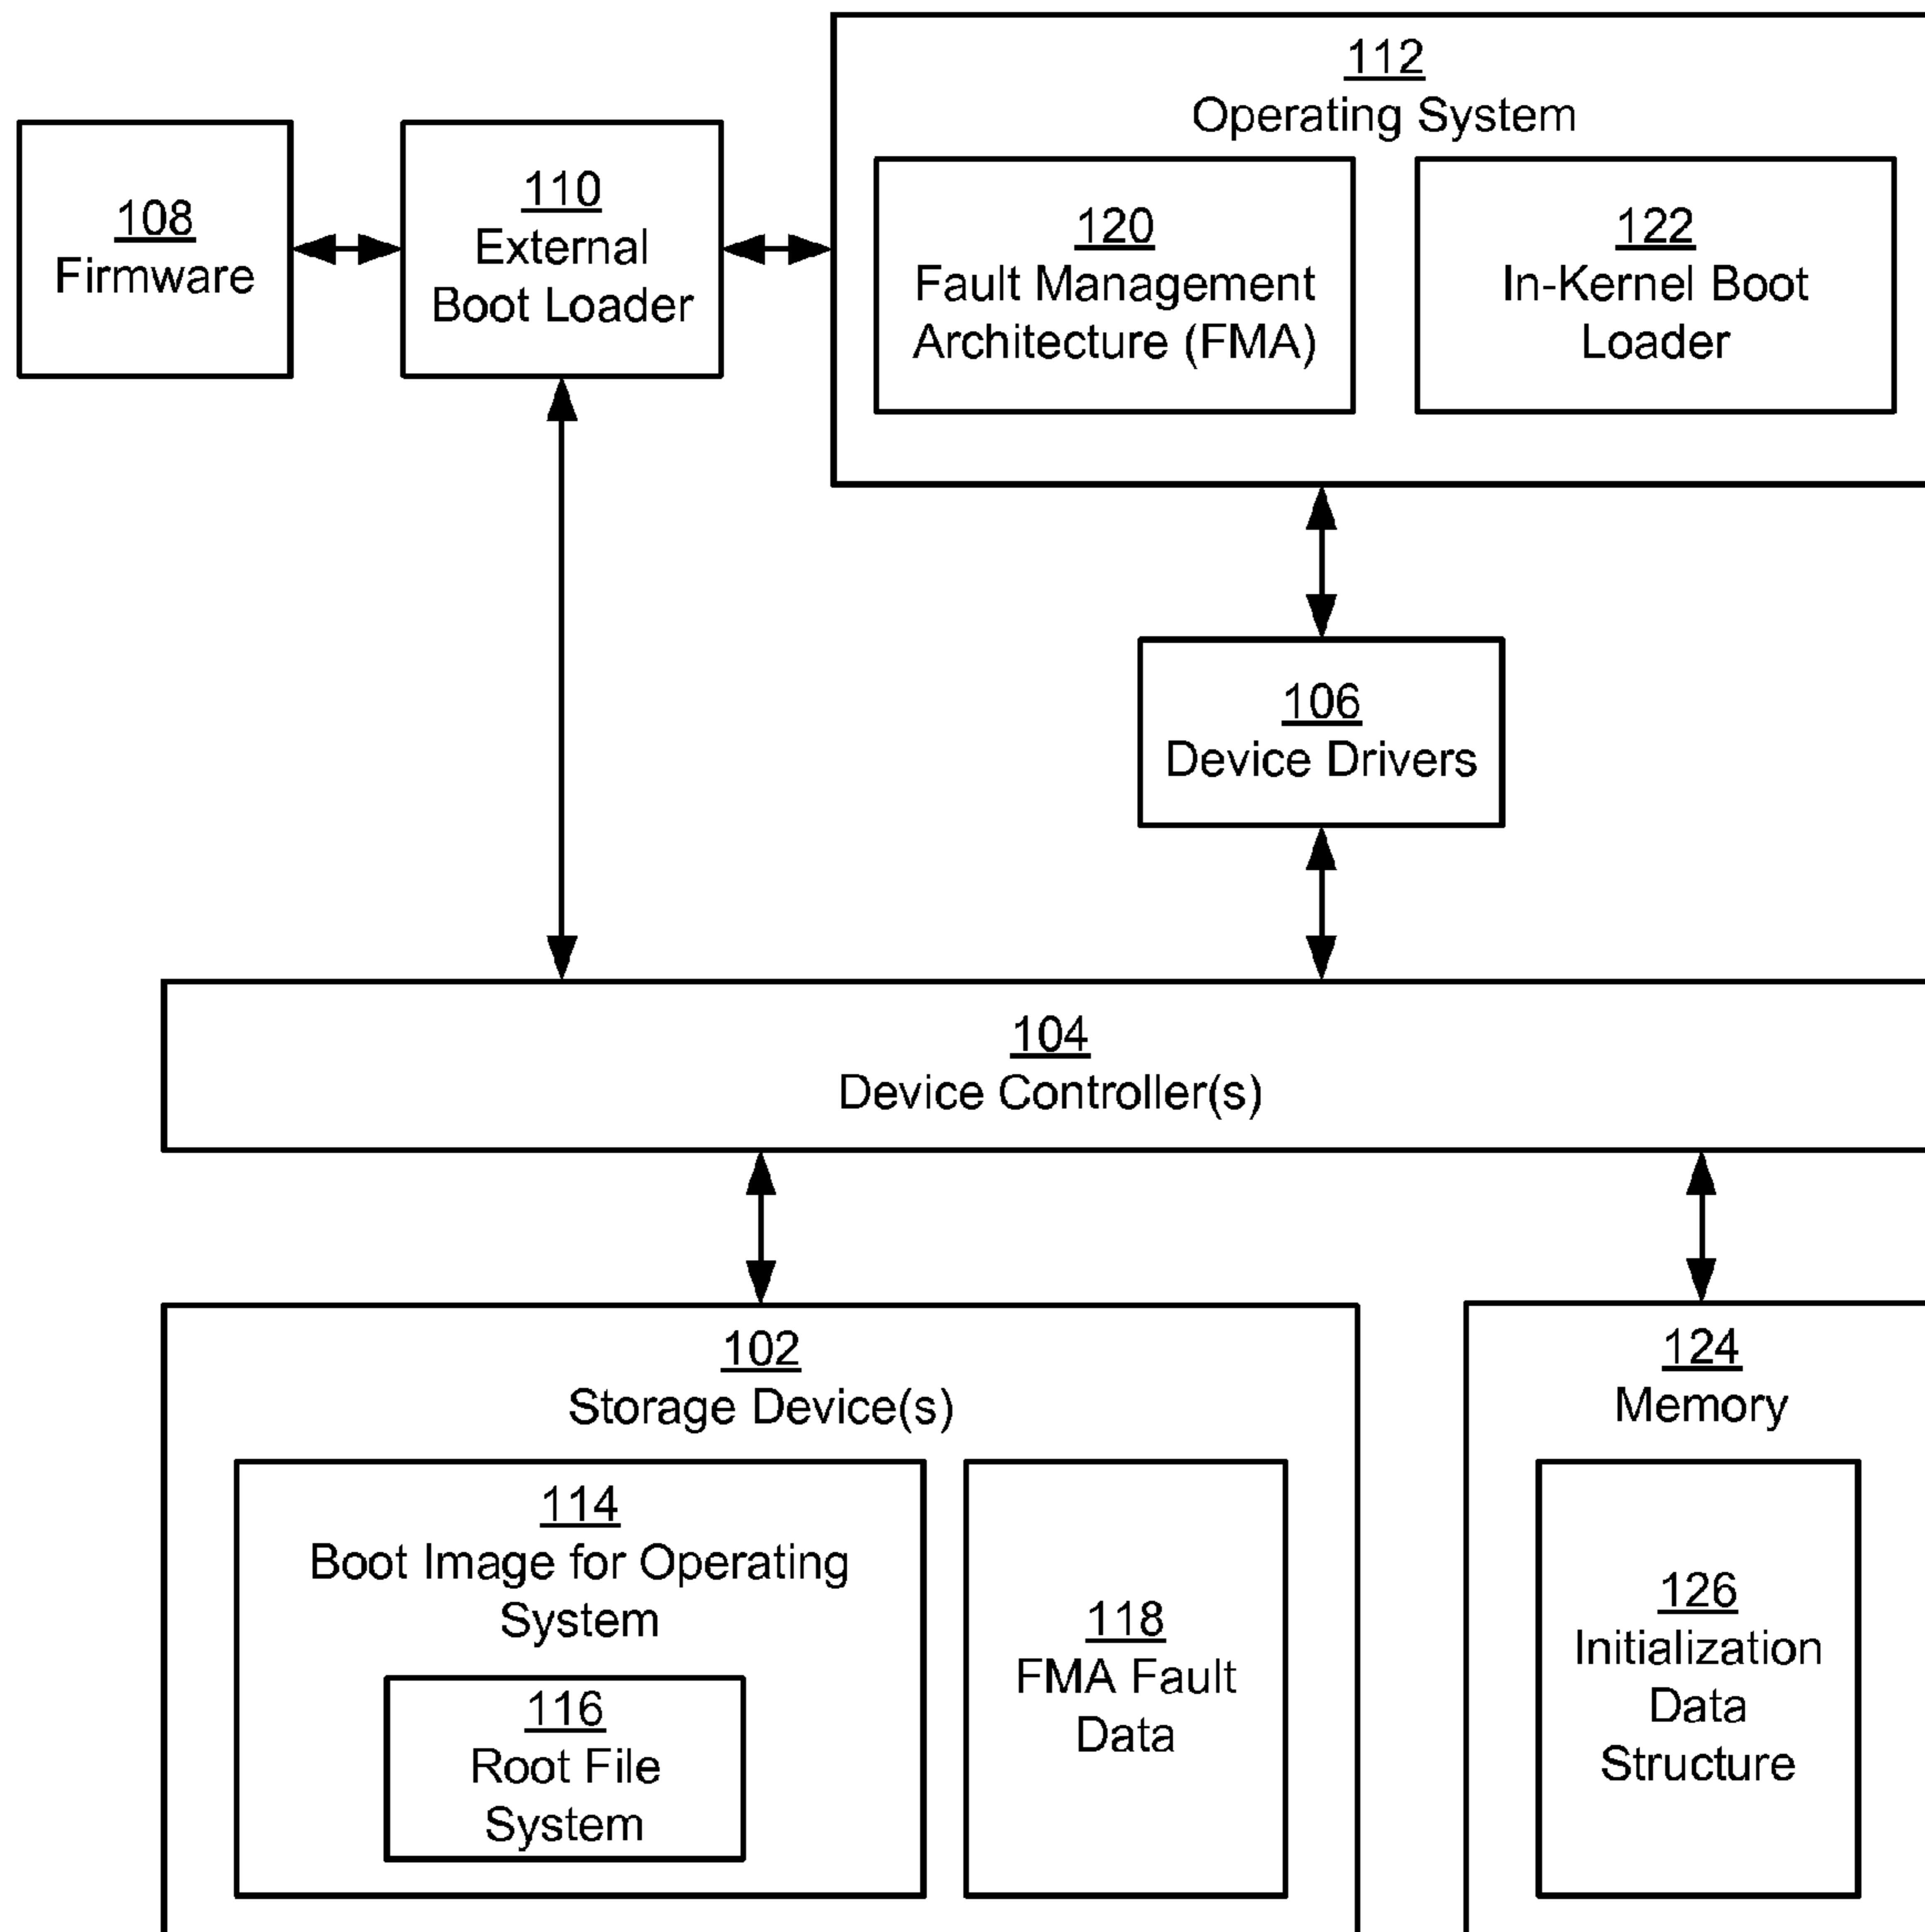 112
Operating System
108
Firmware
110
External
Boot Loader
120
Fault Management
Architecture (FMA)
122
In-Kernel Boot
Loader
106
Device Drivers
104
Device Controller(s)
102
Storage Device(s)
114
Boot Image for Operating
System
116
Root File
System
118
FMA Fault
Data
124
Memory
126
Initialization
Data
Structure